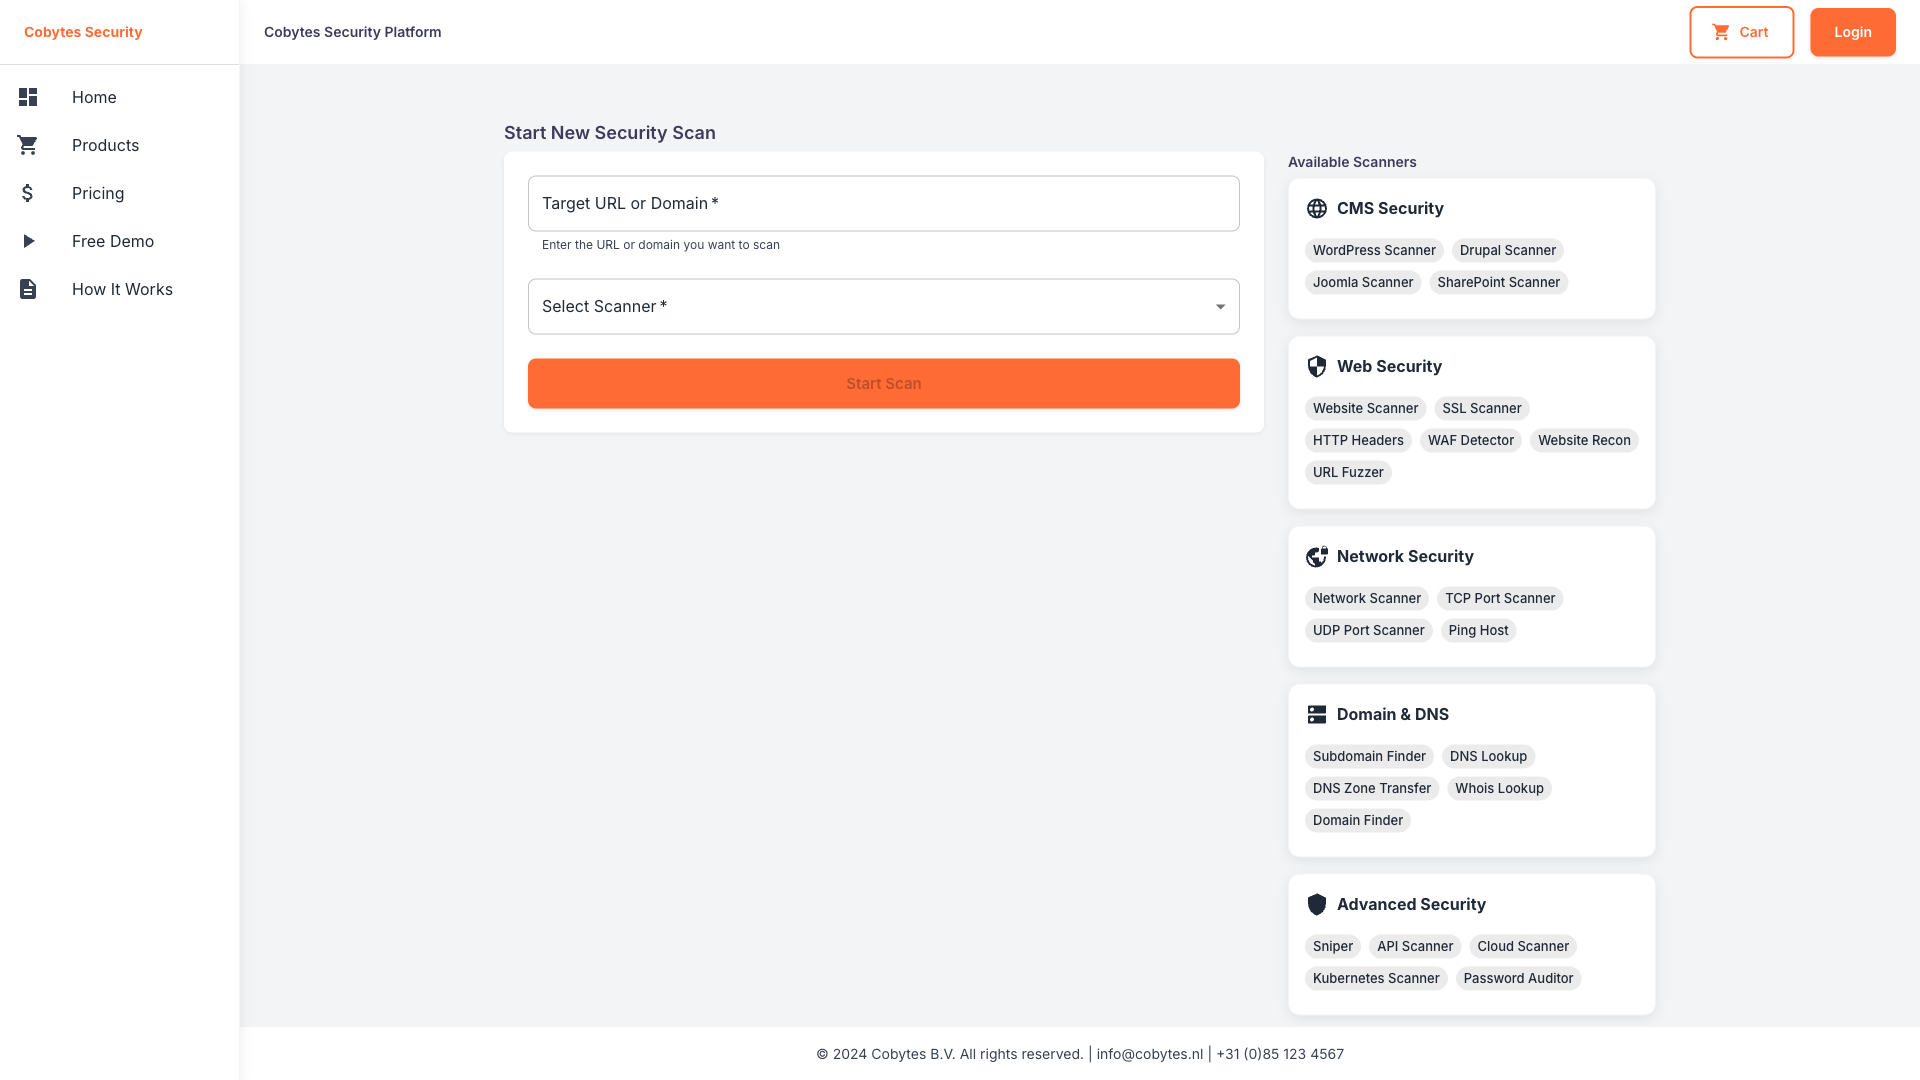 Cobytes Security
Cobytes Security Platform
Cart
Login
Home
Products
Pricing
Free Demo
How It Works
Start New Security Scan
Target URL or Domain *
Enter the URL or domain you want to scan
Select Scanner *
Start Scan
Available Scanners
CMS Security
WordPress Scanner Drupal Scanner
Joomla Scanner SharePoint Scanner
Web Security
Website Scanner SSL Scanner
HTTP Headers WAF Detector Website Recon
URL Fuzzer
Network Security
Network Scanner TCP Port Scanner
UDP Port Scanner Ping Host
Domain & DNS
Subdomain Finder DNS Lookup
DNS Zone Transfer Whois Lookup
Domain Finder
Advanced Security
Sniper API Scanner Cloud Scanner
Kubernetes Scanner Password Auditor
© 2024 Cobytes B.V. All rights reserved. | info@cobytes.nl | +31 (0)85 123 4567